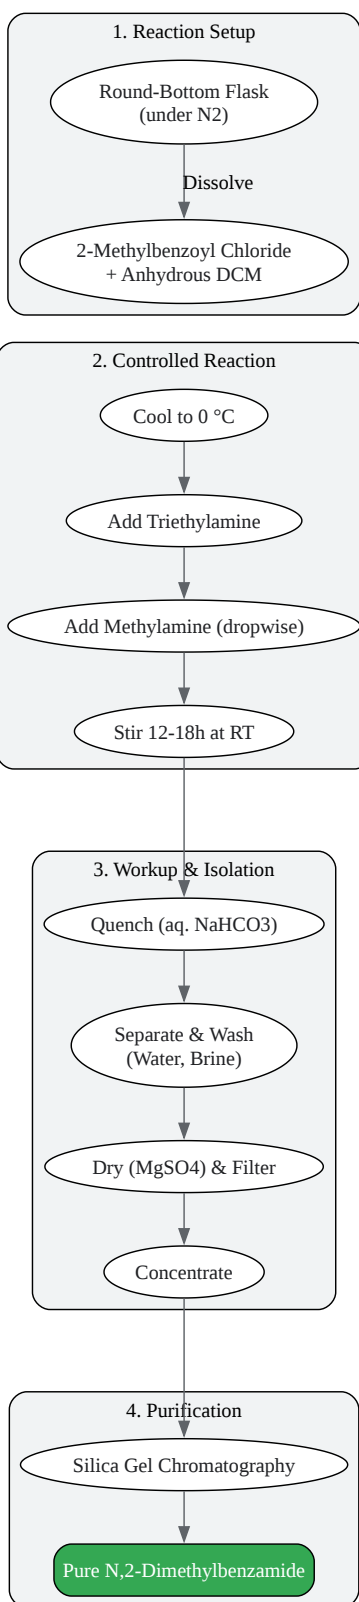 1. Reaction Setup
Round-Bottom Flask
(under N2)
Dissolve
2-Methylbenzoyl Chloride
+ Anhydrous DCM
2. Controlled Reaction
Cool to 0 °C
Add Triethylamine
Add Methylamine (dropwise)
Stir 12-18h at RT
3. Workup & Isolation
Quench (aq. NaHCO3)
Separate & Wash
(Water, Brine)
Dry (MgSO4) & Filter
Concentrate
4. Purification
Silica Gel Chromatography
Pure N,2-Dimethylbenzamide